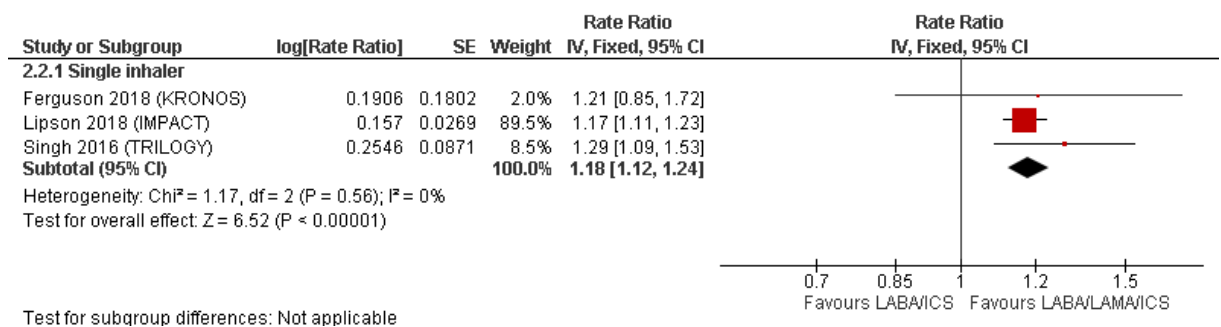 Rate Ratio Rate Ratio
Study or Subgroup log[Rate Ratio] SE Weight IV, Fixed, 95% CI IV, Fixed, 95% CI
2.2.1 Single inhaler
Ferguson 2018 (KRONOS) 0.1906 0.1802 2.0% 1.21 [0.85, 1.72]
Lipson 2018 (IMPACT) 0.157 0.0269 89.5% 1.17 [1.11, 1.23]
Singh 2016 (TRILOGY) 0.2546 0.0871 8.5% 1.29 [1.09, 1.53]
Subtotal (95% CI) 100.0% 1.18 [1.12, 1.24]
Heterogeneity: Chi² = 1.17, df = 2 (P = 0.56); I² = 0%
Test for overall effect: Z = 6.52 (P < 0.00001)
0.7 0.85 1 1.2 1.5
Favours LABA/ICS Favours LABA/LAMA/ICS
Test for subgroup differences: Not applicable